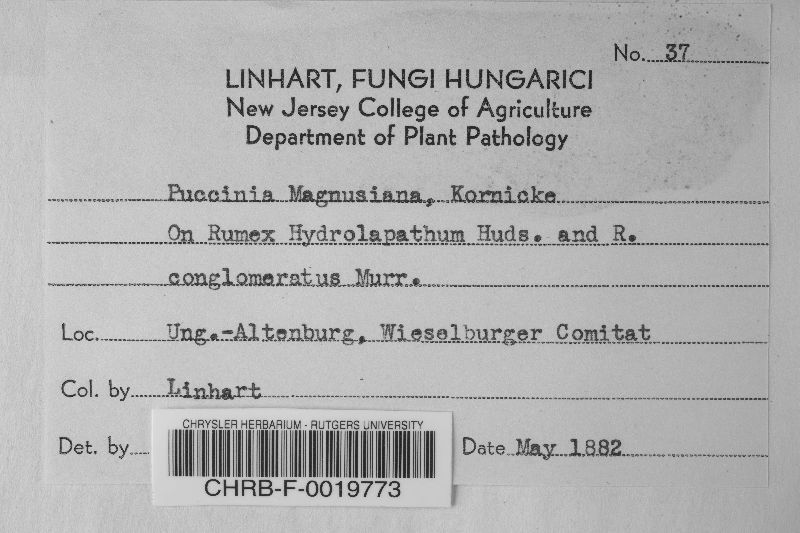 No. 37
LINHART, FUNGI HUNGARICI
New Jersey College of Agriculture
Department of Plant Pathology
Puccinia Magnusiana, Kornicke
On Rumex Hydrolapathum Huds. and R.
conglomeratus Murr.
Loc. Ung.-Altenburg, Wieselburger Comitat
Col. by Linhart
Det. by
Date May 1882
CHRYSLER HERBARIUM - RUTGERS UNIVERSITY
CHRB-F-0019773